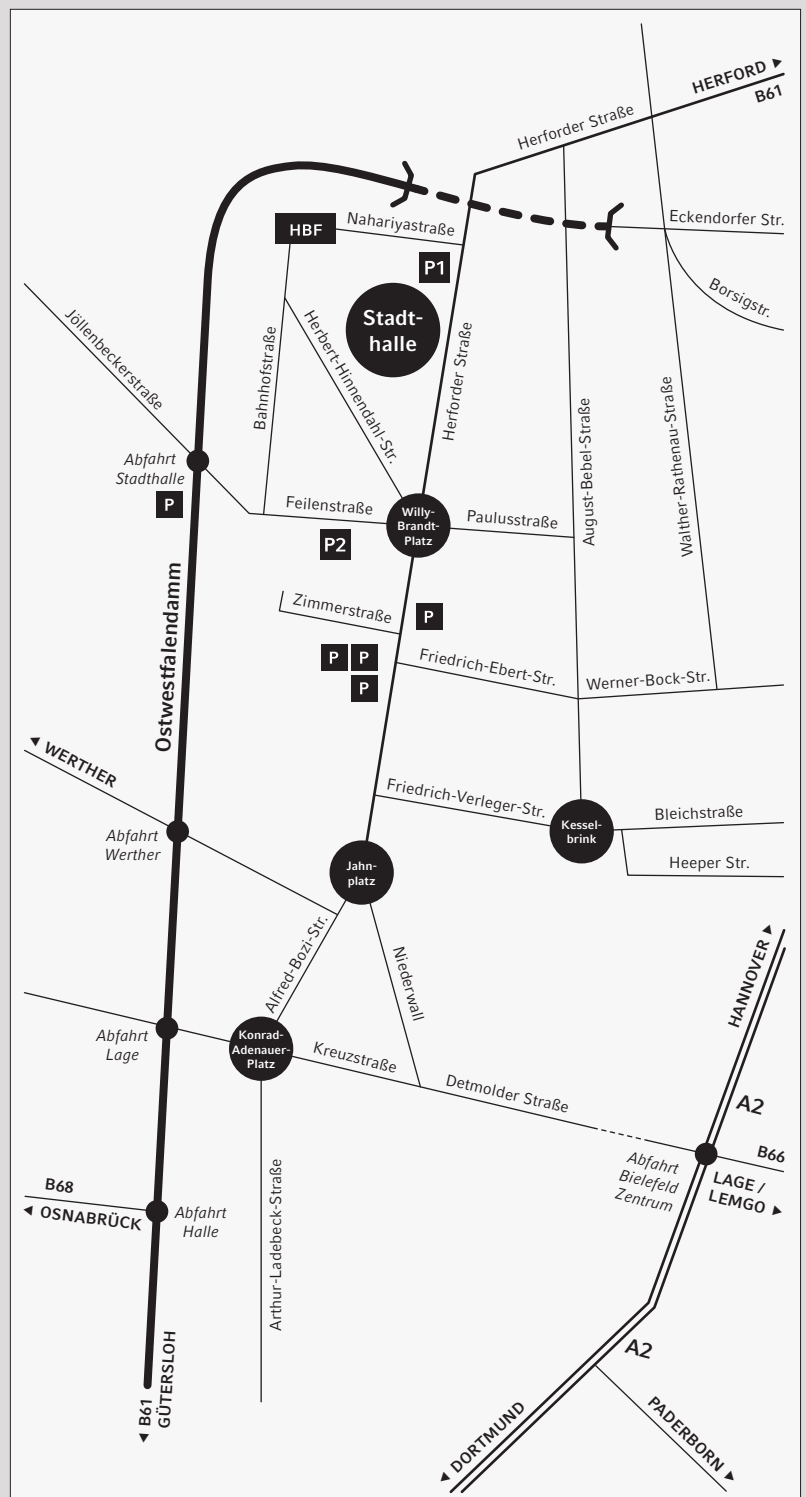 HERFORD
B61
Herforder Straße
Eckendorfer Str.
Nahariyastraße
HBF
P1
Borsigstr.
Stadt-
halle
Jöllenbeckerstraße
Bahnhofstraße
Herbert-Hinnendahl-Str.
Herforder Straße
August-Bebel-Straße
Walther-Rathenau-Straße
Abfahrt
Stadthalle
P
Feilenstraße
Willy-
Brandt-
Platz
Paulusstraße
P2
Ostwestfalendamm
Zimmerstraße
P
P
P
P
Friedrich-Ebert-Str.
Werner-Bock-Str.
WERTHER
Friedrich-Verleger-Str.
Kessel-
brink
Bleichstraße
Heeper Str.
Abfahrt
Werther
Jahn-
platz
Alfred-Bozi-Str.
Niederwall
HANNOVER
Abfahrt
Lage
Konrad-
Adenauer-
Platz
Kreuzstraße
Detmolder Straße
A2
B66
Abfahrt
Bielefeld
Zentrum
LAGE /
LEMGO
B68
OSNABRÜCK
Abfahrt
Halle
Arthur-Ladebeck-Straße
A2
B61
GÜTERSLOH
DORTMUND
PADERBORN